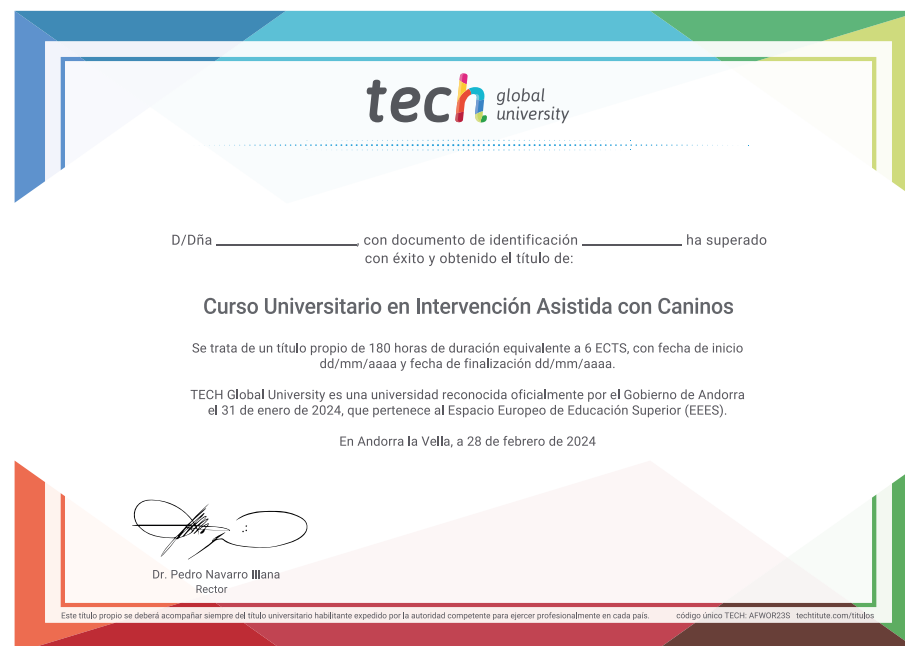 tech global university
D/Dña ________________, con documento de identificación ____________ ha superado
con éxito y obtenido el título de:
Curso Universitario en Intervención Asistida con Caninos
Se trata de un título propio de 180 horas de duración equivalente a 6 ECTS, con fecha de inicio
dd/mm/aaaa y fecha de finalización dd/mm/aaaa.
TECH Global University es una universidad reconocida oficialmente por el Gobierno de Andorra
el 31 de enero de 2024, que pertenece al Espacio Europeo de Educación Superior (EEES).
En Andorra la Vella, a 28 de febrero de 2024
Dr. Pedro Navarro Illana
Rector
Este título propio se deberá acompañar siempre del título universitario habilitante expedido por la autoridad competente para ejercer profesionalmente en cada país. código único TECH: AFWOR23S techtitute.com/titulos